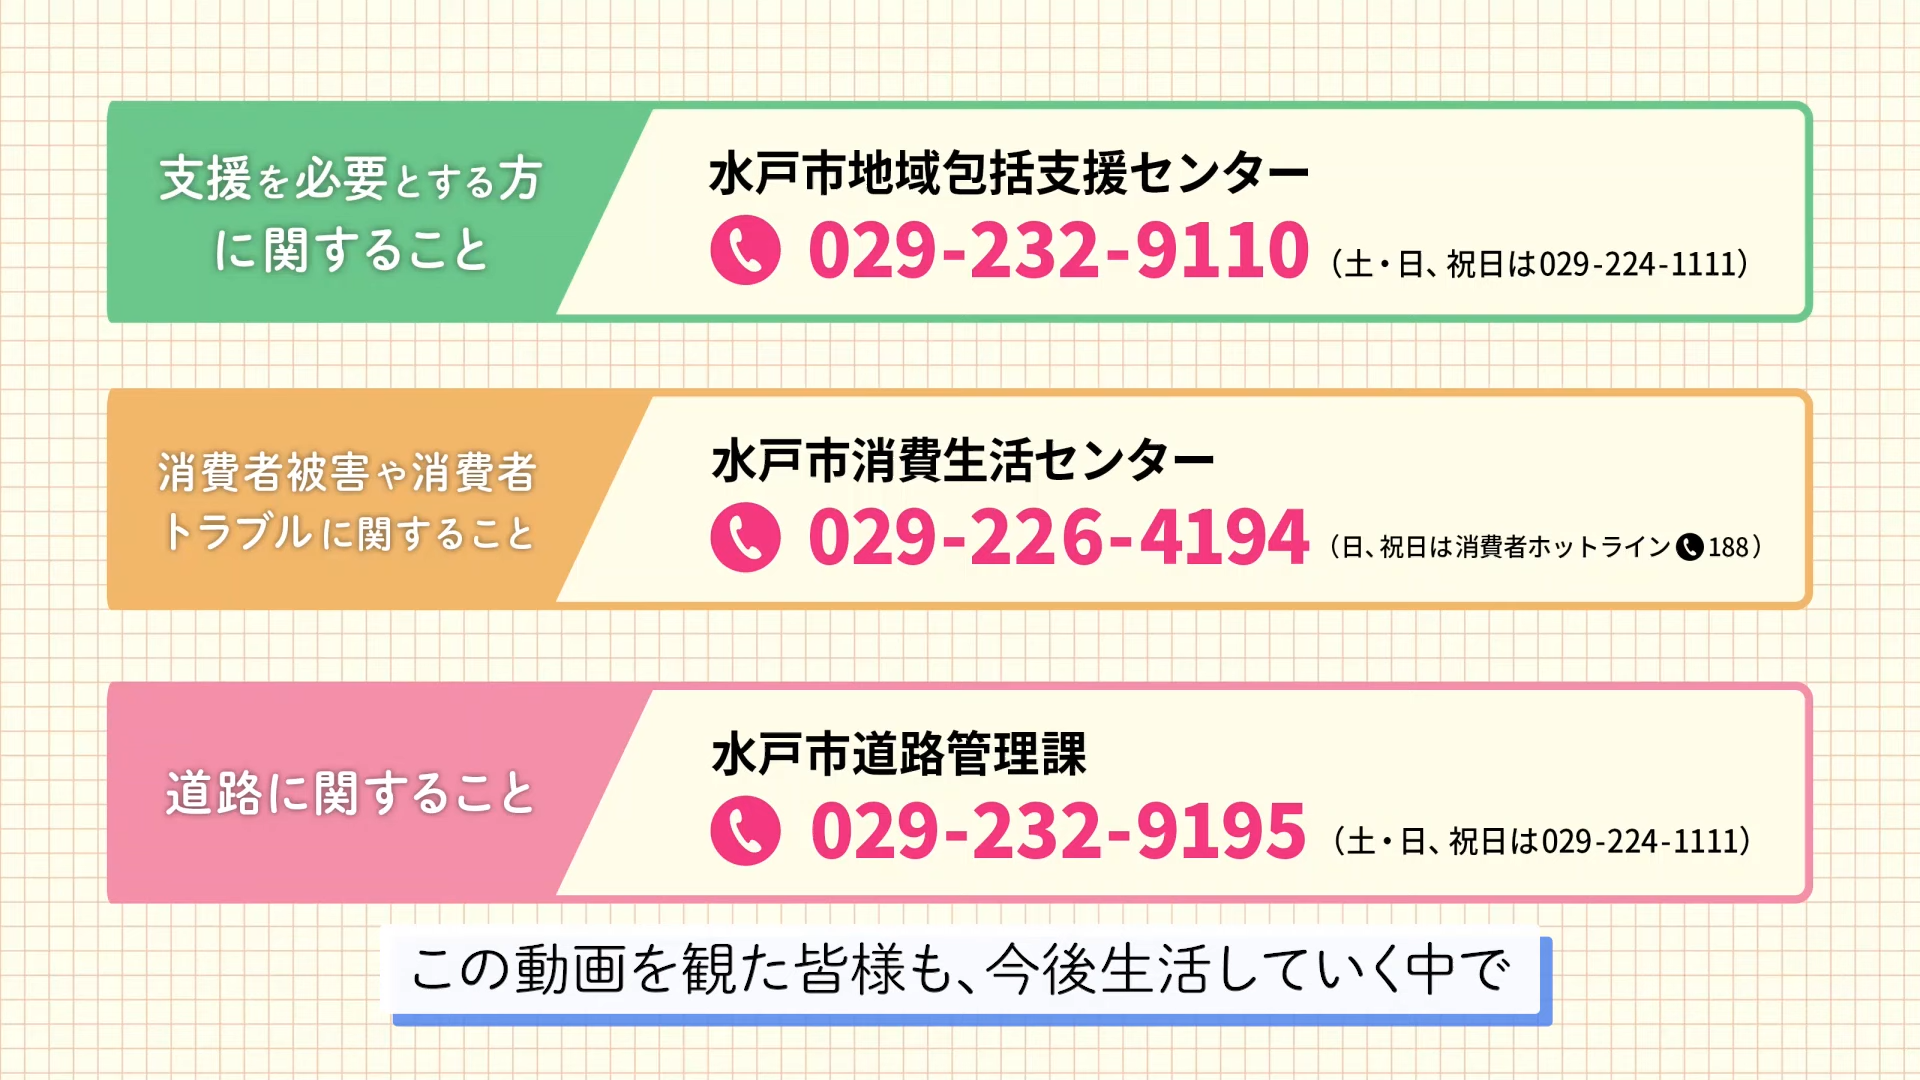 支援を必要とする方
に関すること
水戸市地域包括支援センター
029-232-9110（土・日、祝日は029-224-1111）
消費者被害や消費者
トラブルに関すること
水戸市消費生活センター
029-226-4194（日、祝日は消費者ホットライン188）
道路に関すること
水戸市道路管理課
029-232-9195（土・日、祝日は029-224-1111）
この動画を観た皆様も、今後生活していく中で